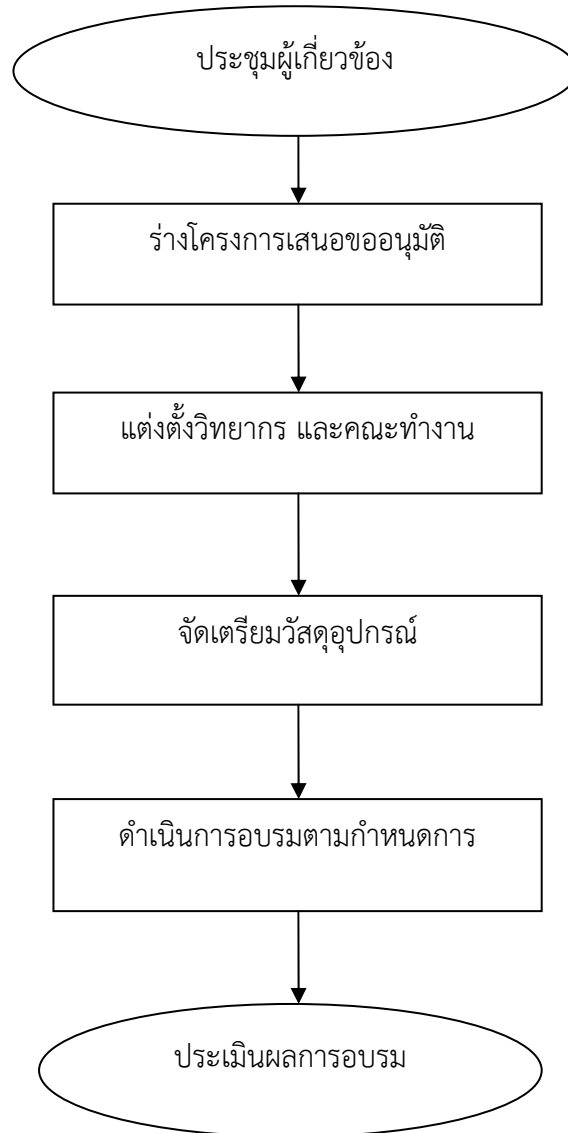 ประชุมผู้เกี่ยวข้อง
ร่างโครงการเสนอขออนุมัติ
แต่งตั้งวิทยากร และคณะทำงาน
จัดเตรียมวัสดุอุปกรณ์
ดำเนินการอบรมตามกำหนดการ
ประเมินผลการอบรม